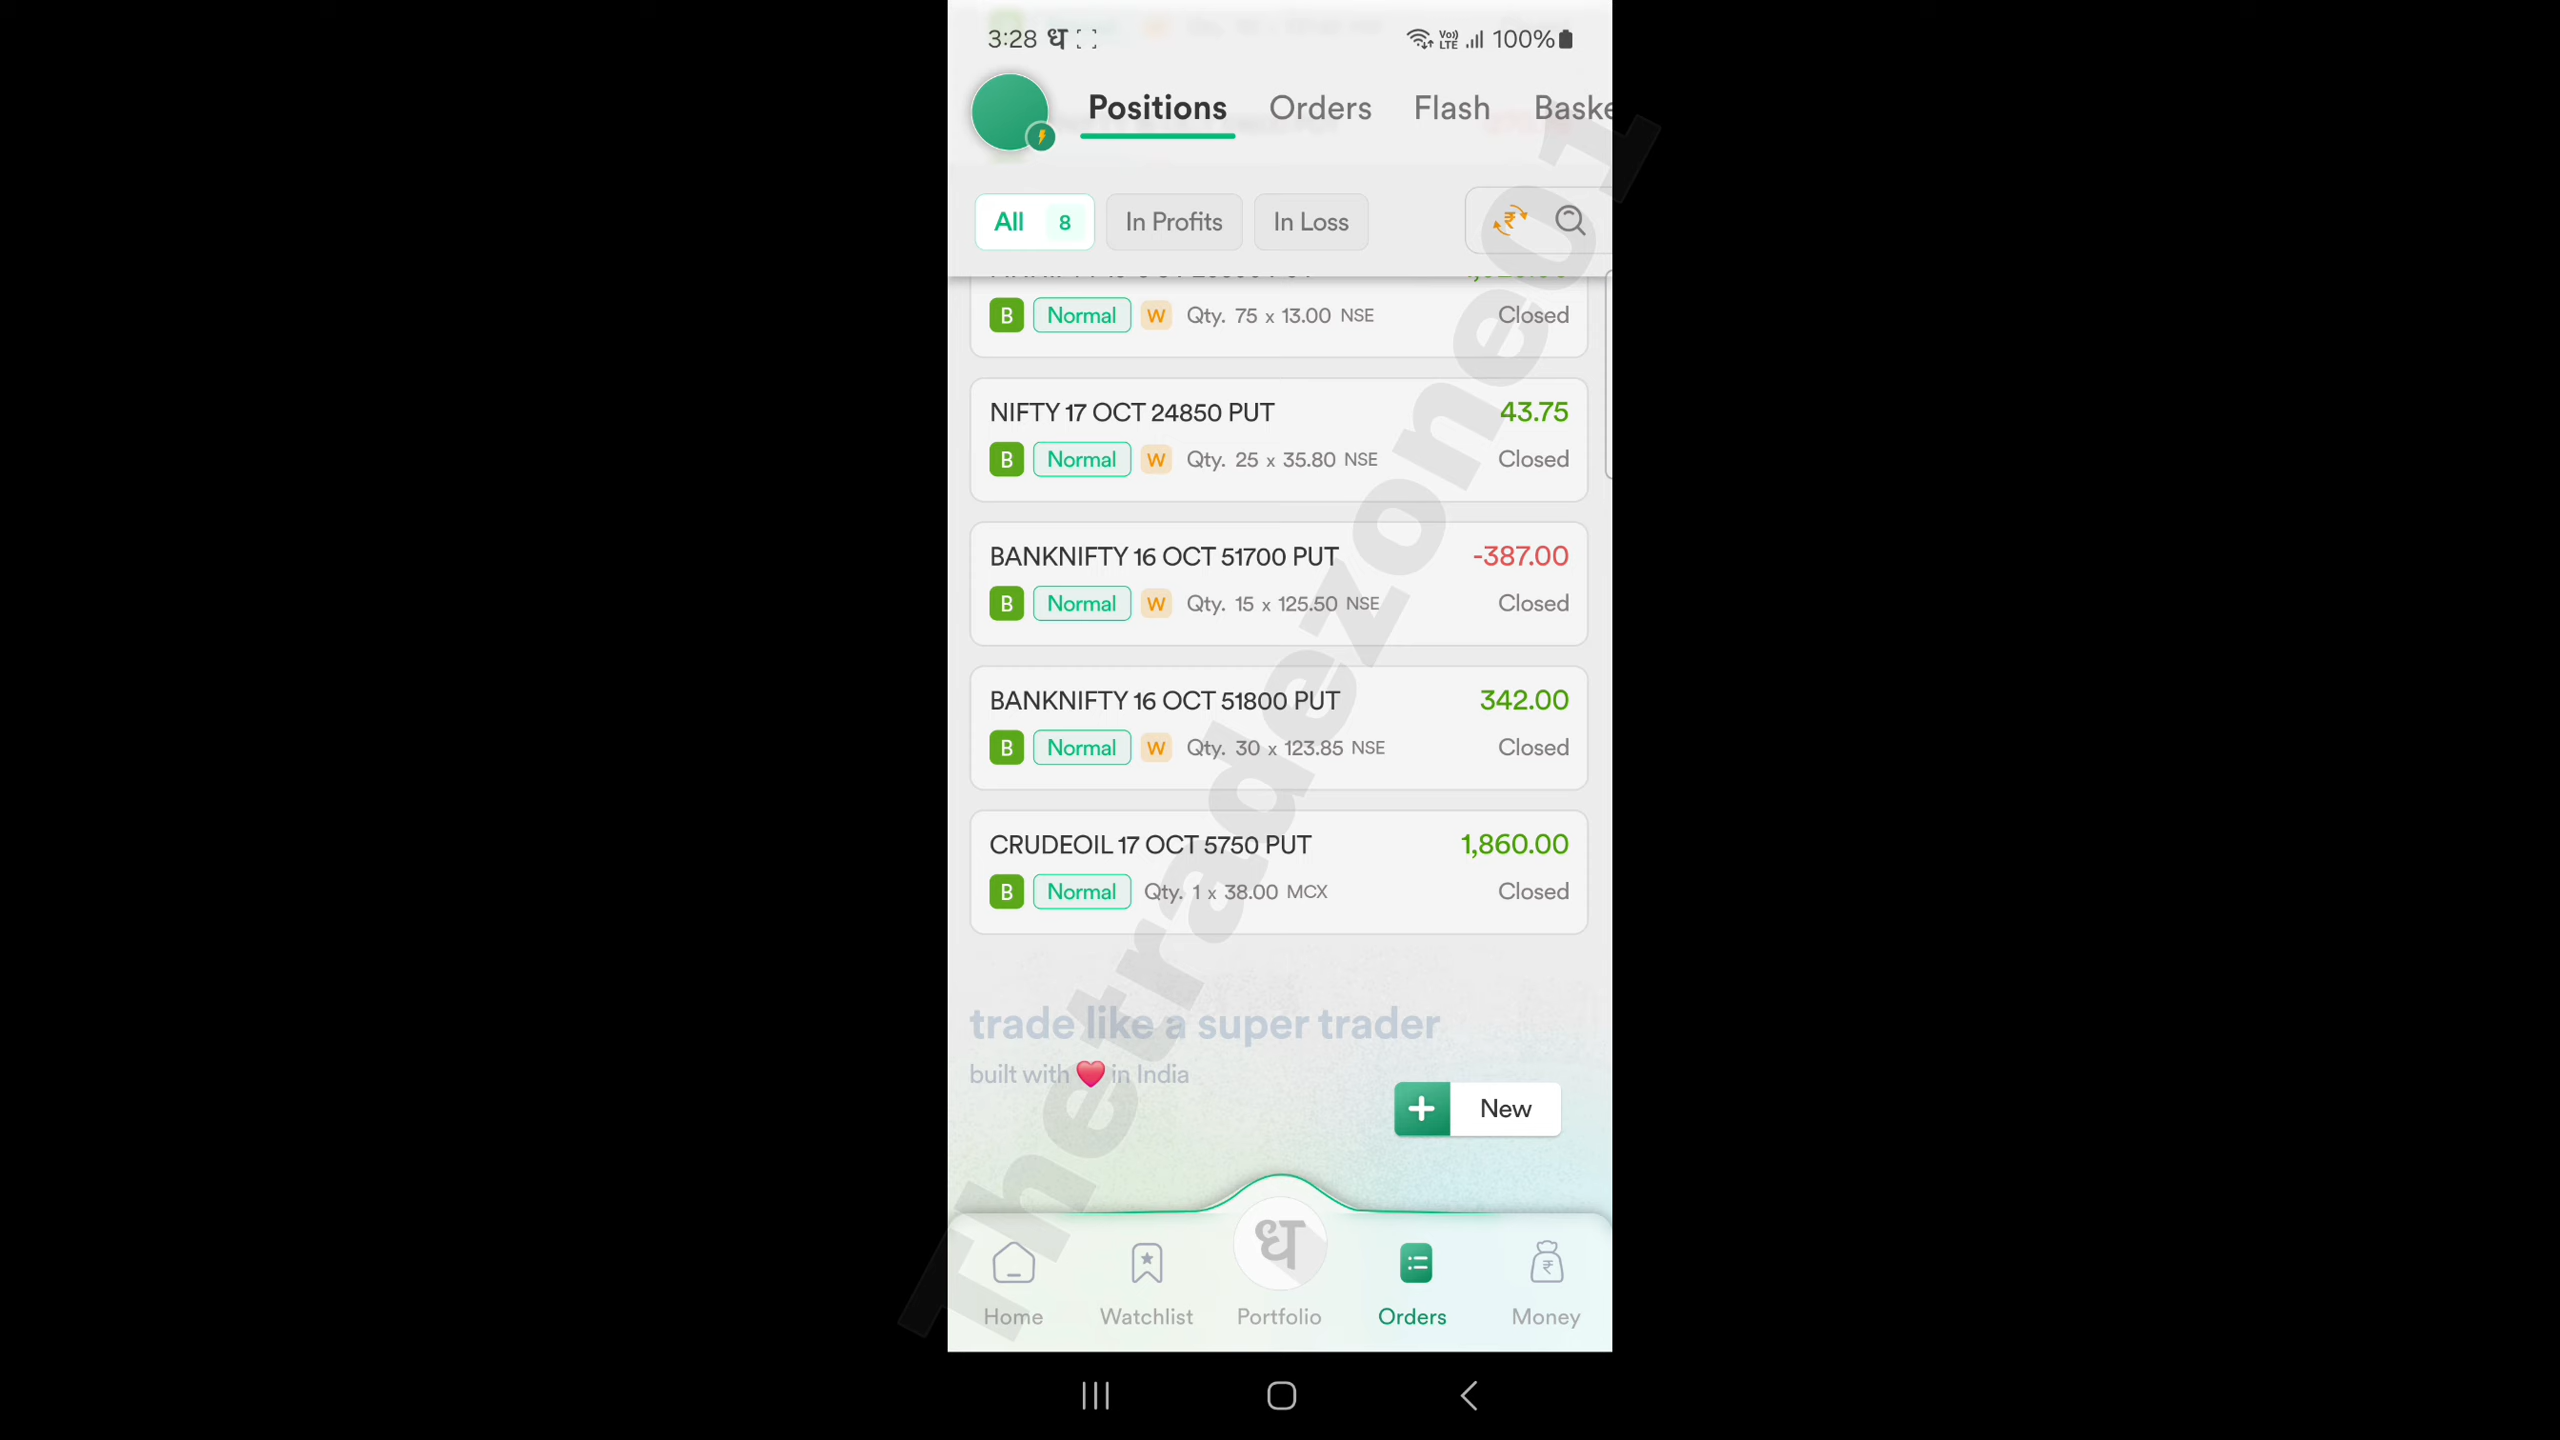 3:28 ध
Vo)) LTE 100%
Positions Orders Flash Baske
All 8 In Profits In Loss
B Normal W Qty. 75 x 13.00 NSE Closed
NIFTY 17 OCT 24850 PUT 43.75
B Normal W Qty. 25 x 35.80 NSE Closed
BANKNIFTY 16 OCT 51700 PUT -387.00
B Normal W Qty. 15 x 125.50 NSE Closed
BANKNIFTY 16 OCT 51800 PUT 342.00
B Normal W Qty. 30 x 123.85 NSE Closed
CRUDEOIL 17 OCT 5750 PUT 1,860.00
B Normal Qty. 1 x 38.00 MCX Closed
trade like a super trader
built with ❤️ in India
+ New
ध
Home Watchlist Portfolio Orders Money
Thetradezone01